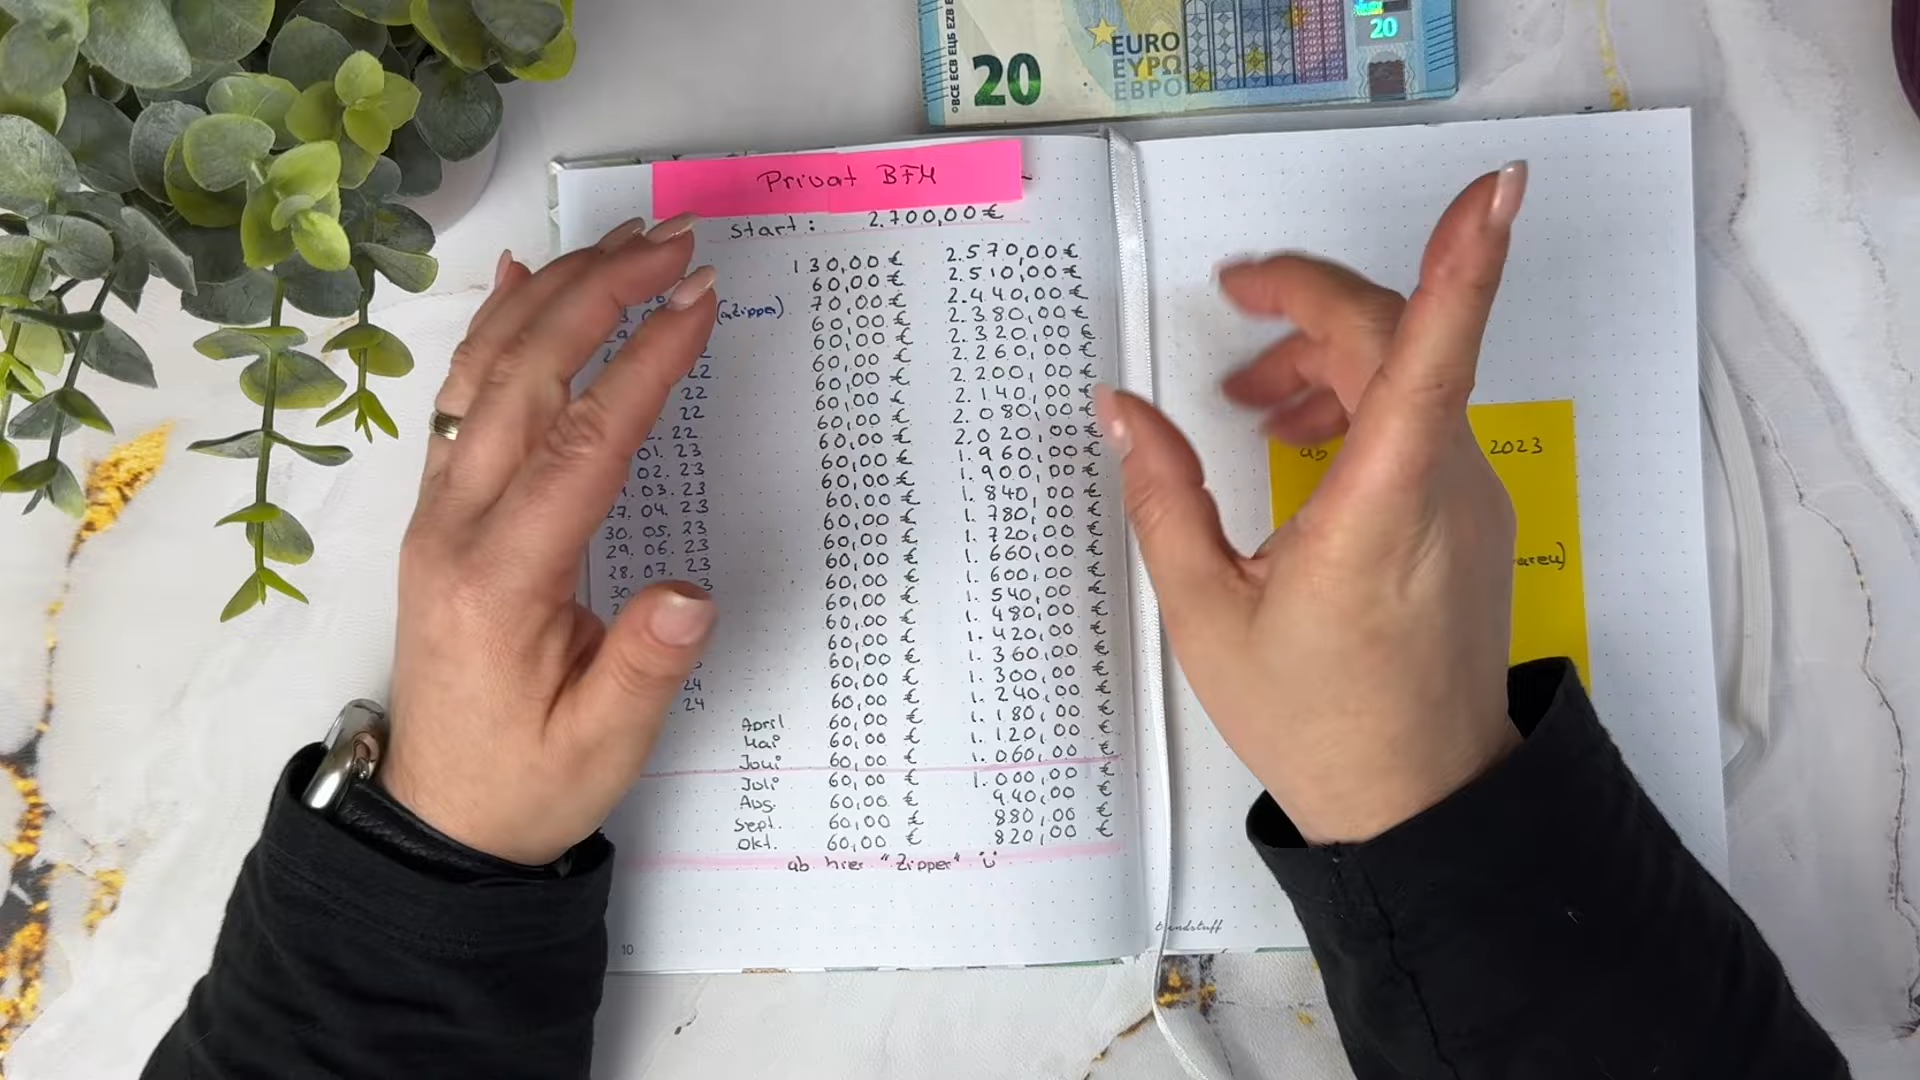 20
EURO
ΕΥΡΩ
ЕВРО
20
BCE ECB ЕЦБ EZB
Privat BFM
Start: 2.700,00 €
130,00 € 2.570,00 €
60,00 € 2.510,00 €
(aZipper) 70,00 € 2.440,00 €
60,00 € 2.380,00 €
60,00 € 2.320,00 €
22 60,00 € 2.260,00 €
22 60,00 € 2.200,00 €
22 60,00 € 2.140,00 €
22 60,00 € 2.080,00 €
01.23 60,00 € 2.020,00 €
02.23 60,00 € 1.960,00 €
03.23 60,00 € 1.900,00 €
27.04.23 60,00 € 1.840,00 €
30.05.23 60,00 € 1.780,00 €
29.06.23 60,00 € 1.720,00 €
28.07.23 60,00 € 1.660,00 €
30. 3 60,00 € 1.600,00 €
60,00 € 1.540,00 €
60,00 € 1.480,00 €
60,00 € 1.420,00 €
60,00 € 1.360,00 €
24 60,00 € 1.300,00 €
24 60,00 € 1.240,00 €
April 60,00 € 1.180,00 €
Mai 60,00 € 1.120,00 €
Juni 60,00 € 1.060,00 €
Juli 60,00 € 1.000,00 €
Aug. 60,00 € 940,00 €
Sept. 60,00 € 880,00 €
Okt. 60,00 € 820,00 €
ab hier "Zipper"
10
ab 2023
trendstuff